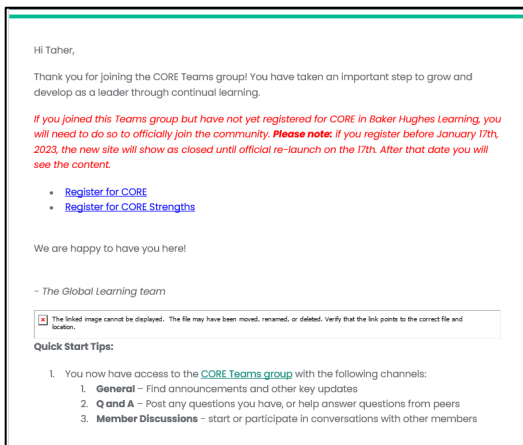 Hi Taher,
Thank you for joining the CORE Teams group! You have taken an important step to grow and
develop as a leader through continual learning.
If you joined this Teams group but have not yet registered for CORE in Baker Hughes Learning, you
will need to do so to officially join the community. Please note: if you register before January 17th,
2023, the new site will show as closed until official re-launch on the 17th. After that date you will
see the content.
• Register for CORE
• Register for CORE Strengths
We are happy to have you here!
- The Global Learning team
The linked image cannot be displayed. The file may have been moved, renamed, or deleted. Verify that the link points to the correct file and
location.
Quick Start Tips:
1. You now have access to the CORE Teams group with the following channels:
1. General – Find announcements and other key updates
2. Q and A – Post any questions you have, or help answer questions from peers
3. Member Discussions - start or participate in conversations with other members